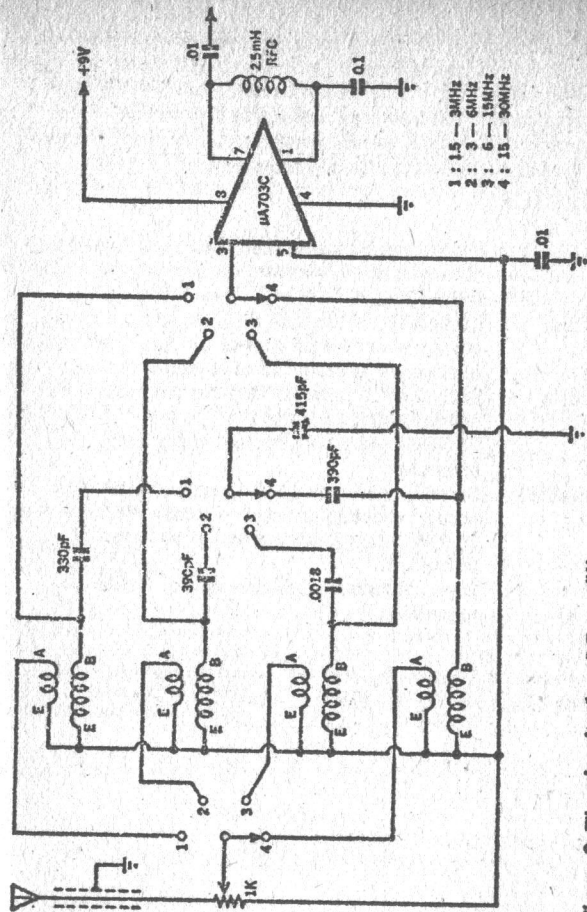 +9V
.01
2.5mH
RFC
0.1
8
7
1
4
3
5
µA703C
1 : 1.5 — 3MHz
2 : 3 — 6MHz
3 : 6 — 15MHz
4 : 15 — 30MHz
.01
1
2
3
4
415pF
330pF
390pF
.0018
390pF
1
2
3
4
A
E
B
E
A
E
B
E
A
E
B
E
A
E
B
E
1
2
3
4
1K